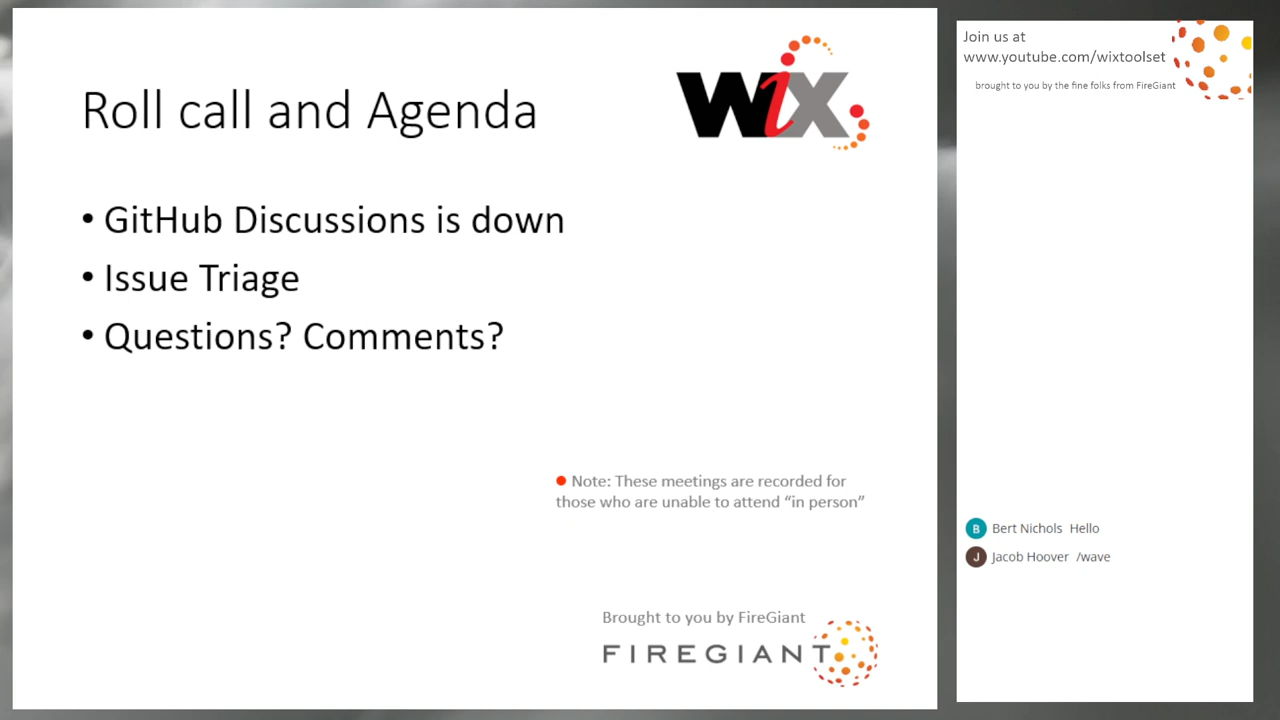 Roll call and Agenda
WiX
• GitHub Discussions is down
• Issue Triage
• Questions? Comments?
Note: These meetings are recorded for
those who are unable to attend “in person”
Brought to you by FireGiant
FIREGIANT
Join us at
www.youtube.com/wixtoolset
brought to you by the fine folks from FireGiant
B Bert Nichols Hello
J Jacob Hoover /wave